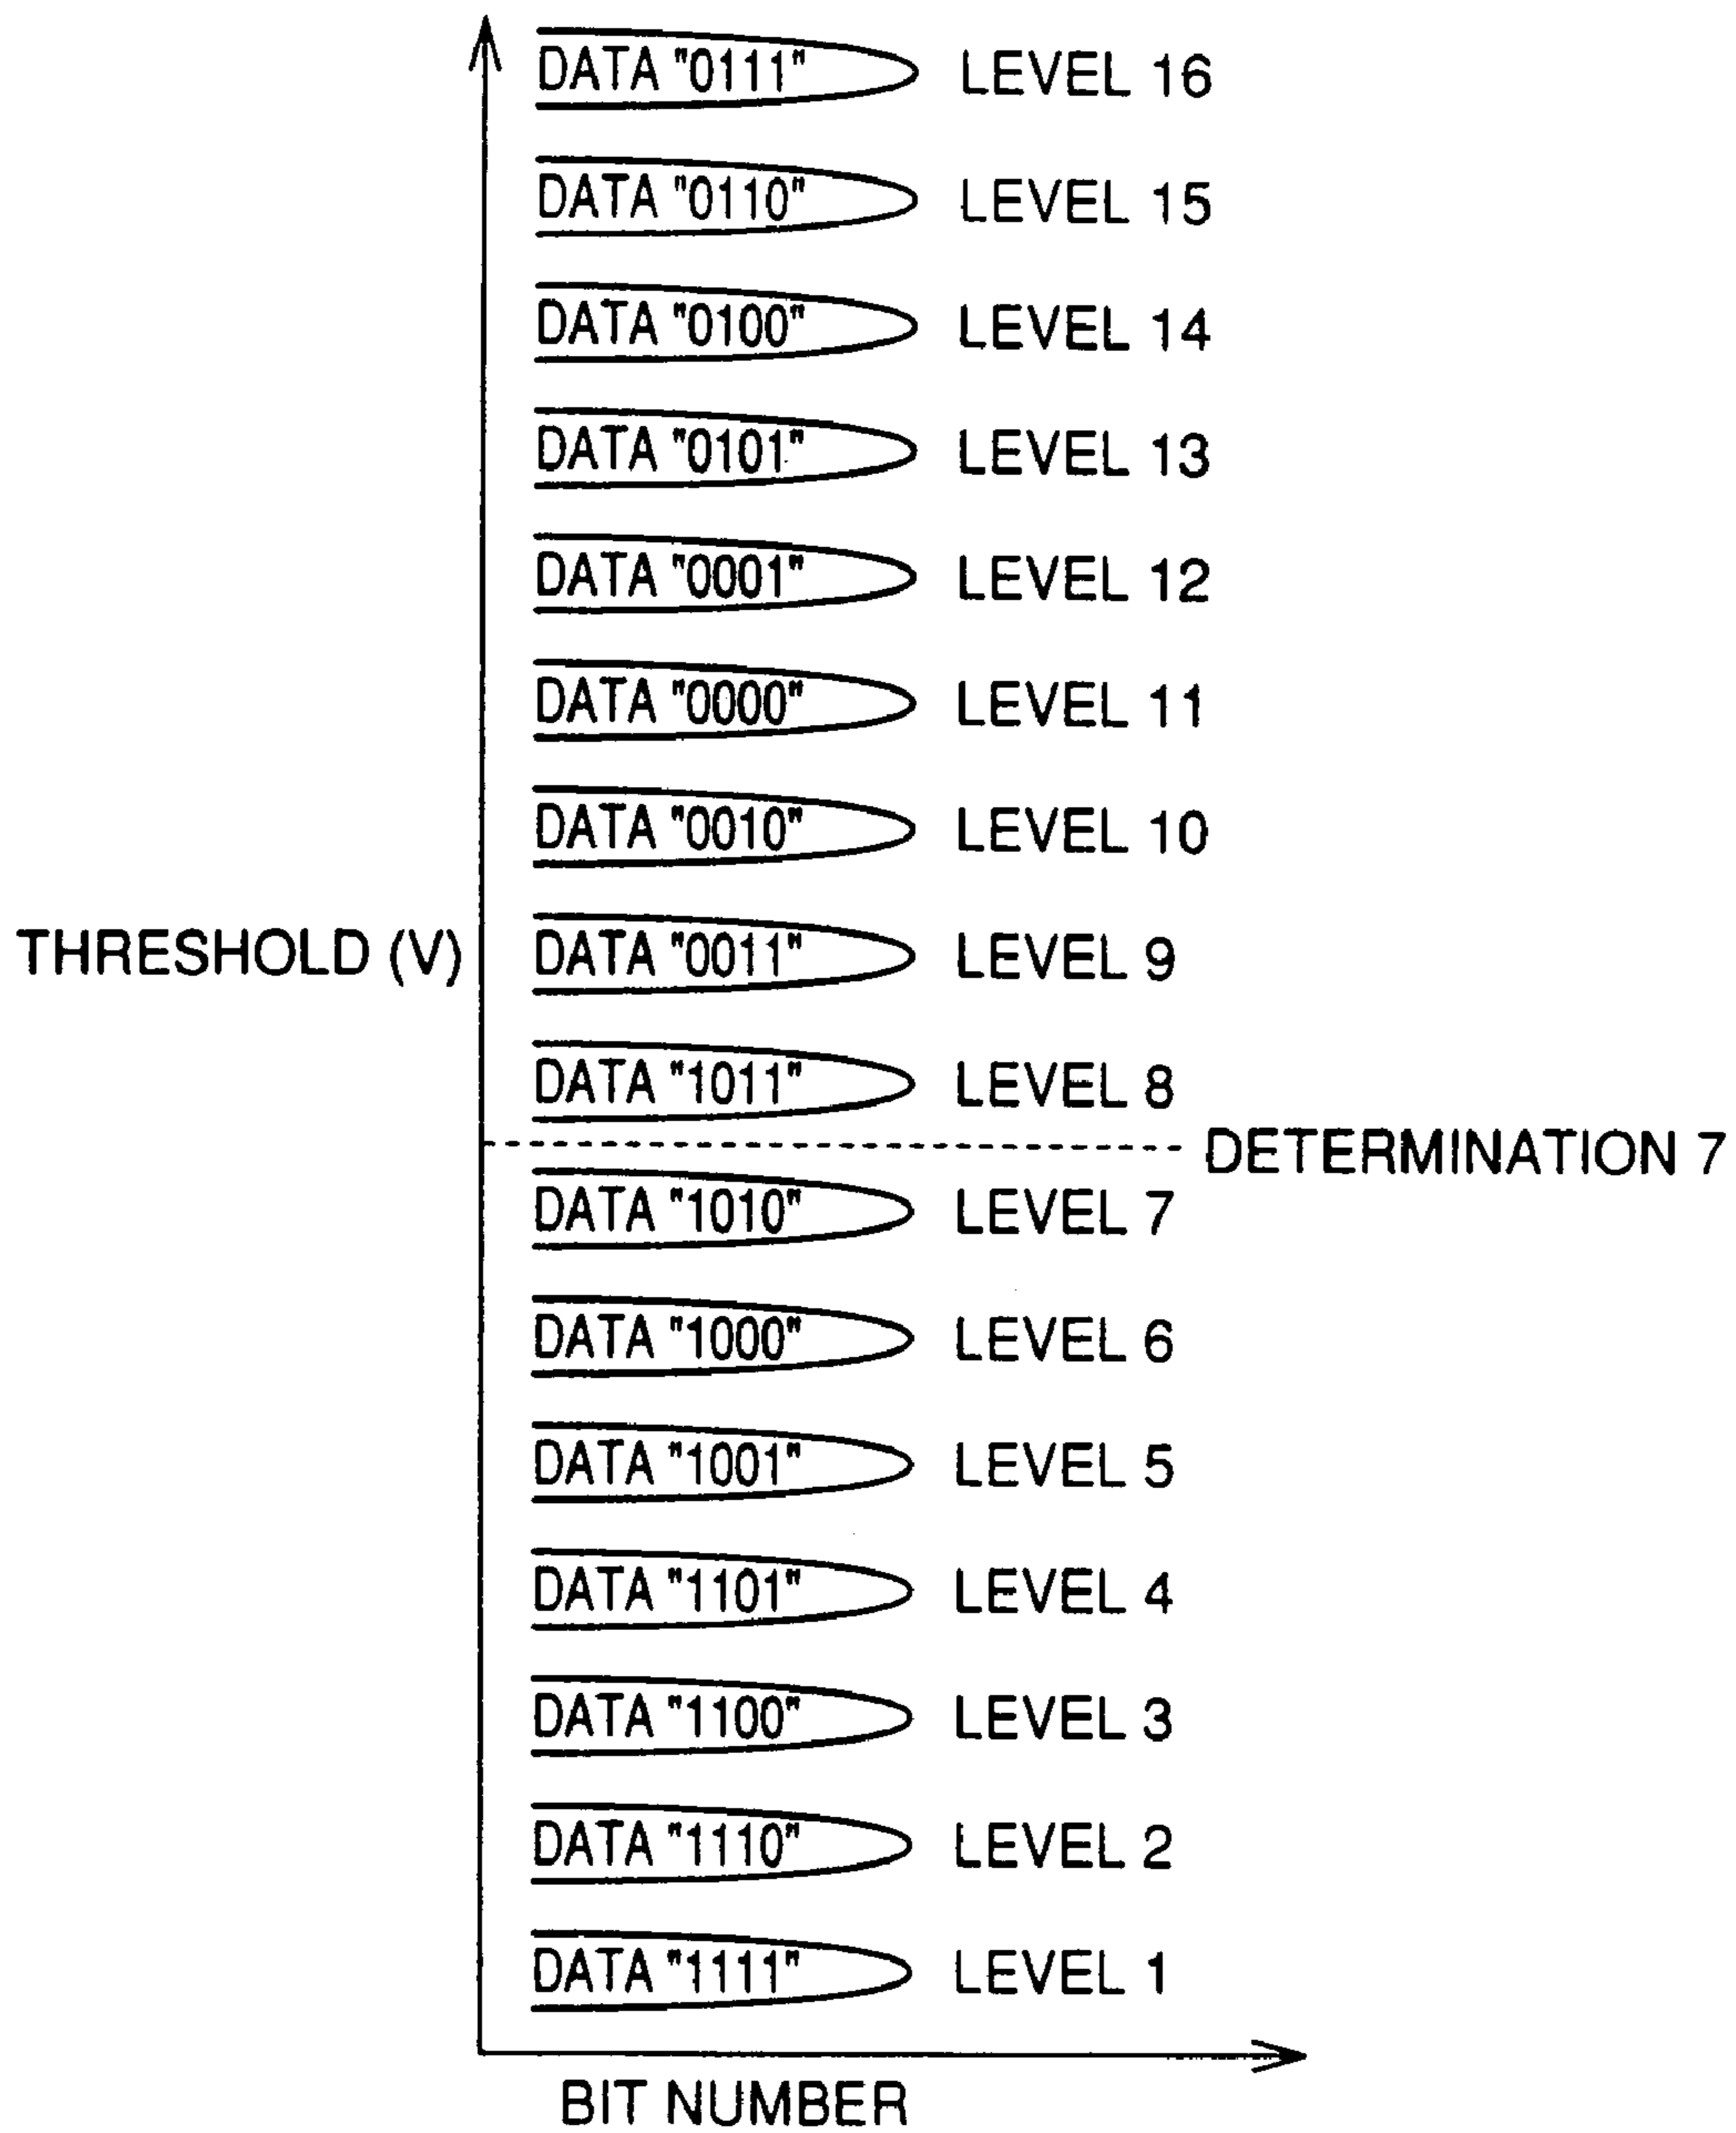 DATA "0111" LEVEL 16
DATA "0110" LEVEL 15
DATA "0100" LEVEL 14
DATA "0101" LEVEL 13
DATA "0001" LEVEL 12
DATA "0000" LEVEL 11
DATA "0010" LEVEL 10
THRESHOLD (V) DATA "0011" LEVEL 9
DATA "1011" LEVEL 8
DETERMINATION 7
DATA "1010" LEVEL 7
DATA "1000" LEVEL 6
DATA "1001" LEVEL 5
DATA "1101" LEVEL 4
DATA "1100" LEVEL 3
DATA "1110" LEVEL 2
DATA "1111" LEVEL 1
BIT NUMBER